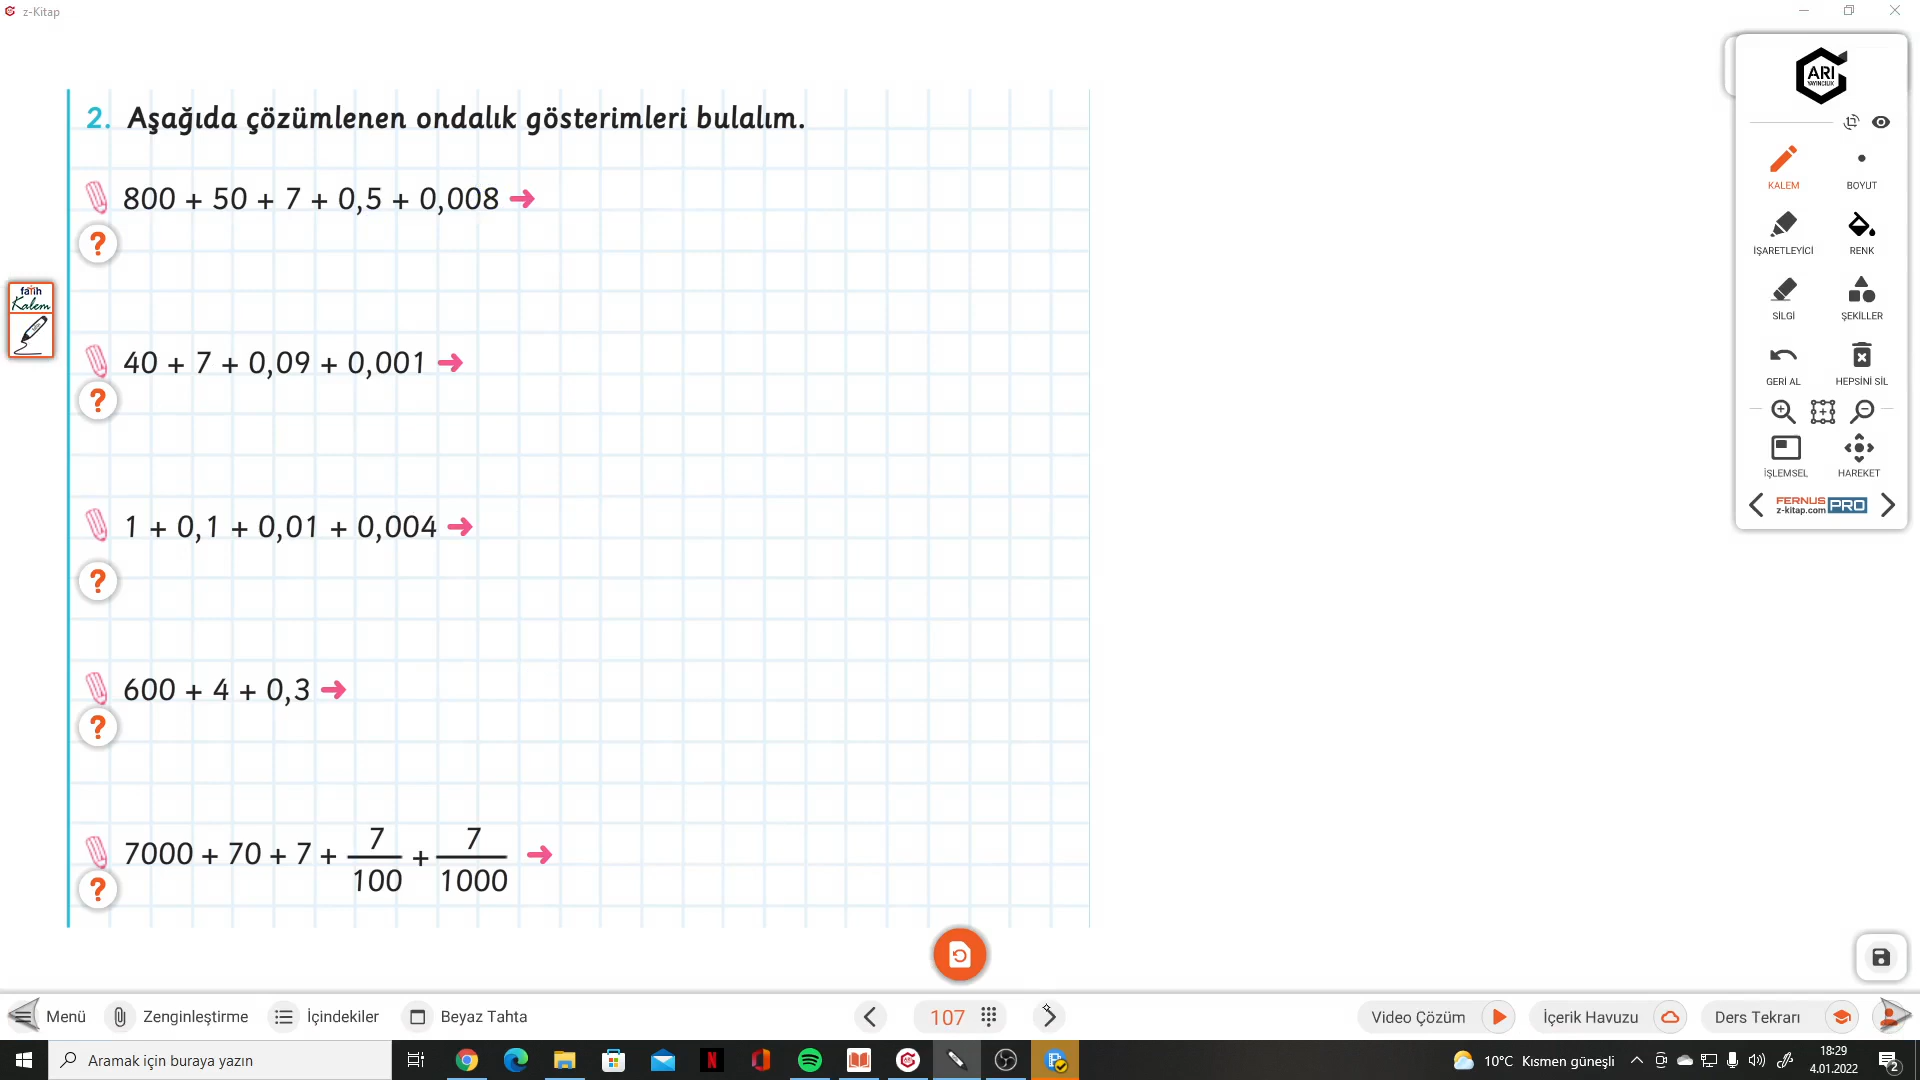 z-Kitap
2. Aşağıda çözümlenen ondalık gösterimleri bulalım.
800 + 50 + 7 + 0,5 + 0,008 ➜
?
40 + 7 + 0,09 + 0,001 ➜
?
1 + 0,1 + 0,01 + 0,004 ➜
?
600 + 4 + 0,3 ➜
?
7000 + 70 + 7 + 7/100 + 7/1000 ➜
?
fatih
Kalem
ARI
YAYINCILIK
KALEM
BOYUT
İŞARETLEYİCİ
RENK
SİLGİ
ŞEKİLLER
GERİ AL
HEPSİNİ SİL
İŞLEMSEL
HAREKET
FERNUS PRO
z-kitap.com
Menü
Zenginleştirme
İçindekiler
Beyaz Tahta
107
Video Çözüm
İçerik Havuzu
Ders Tekrarı
Aramak için buraya yazın
10°C Kısmen güneşli
18:29
4.01.2022
2